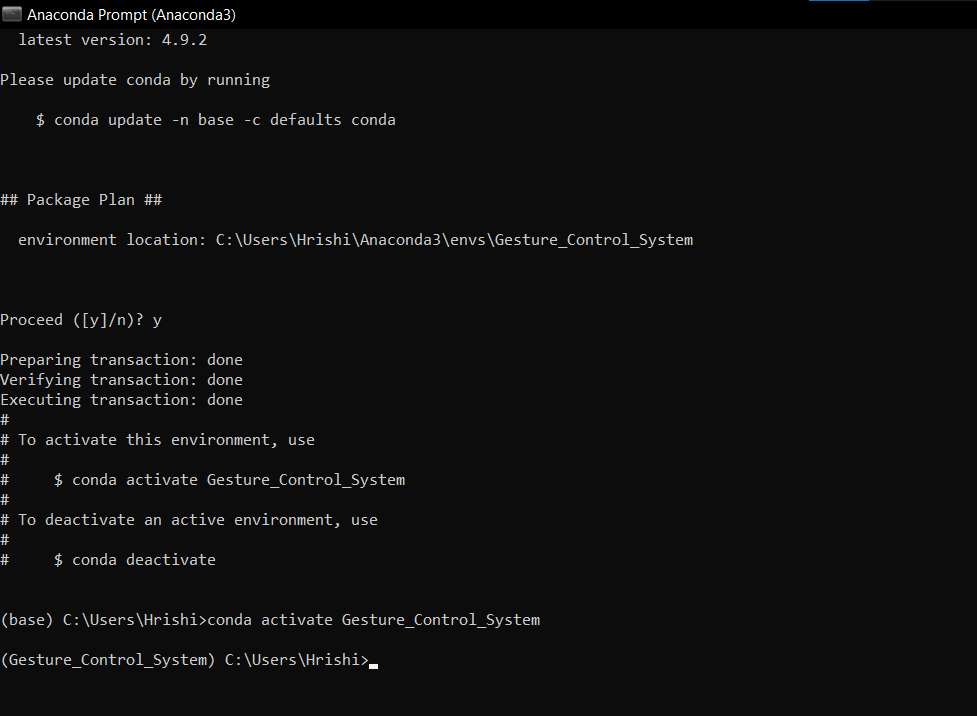 Anaconda Prompt (Anaconda3)
latest version: 4.9.2
Please update conda by running
$ conda update -n base -c defaults conda
## Package Plan ##
environment location: C:\Users\Hrishi\Anaconda3\envs\Gesture_Control_System
Proceed ([y]/n)? y
Preparing transaction: done
Verifying transaction: done
Executing transaction: done
#
# To activate this environment, use
#
#     $ conda activate Gesture_Control_System
#
# To deactivate an active environment, use
#
#     $ conda deactivate
(base) C:\Users\Hrishi>conda activate Gesture_Control_System
(Gesture_Control_System) C:\Users\Hrishi>